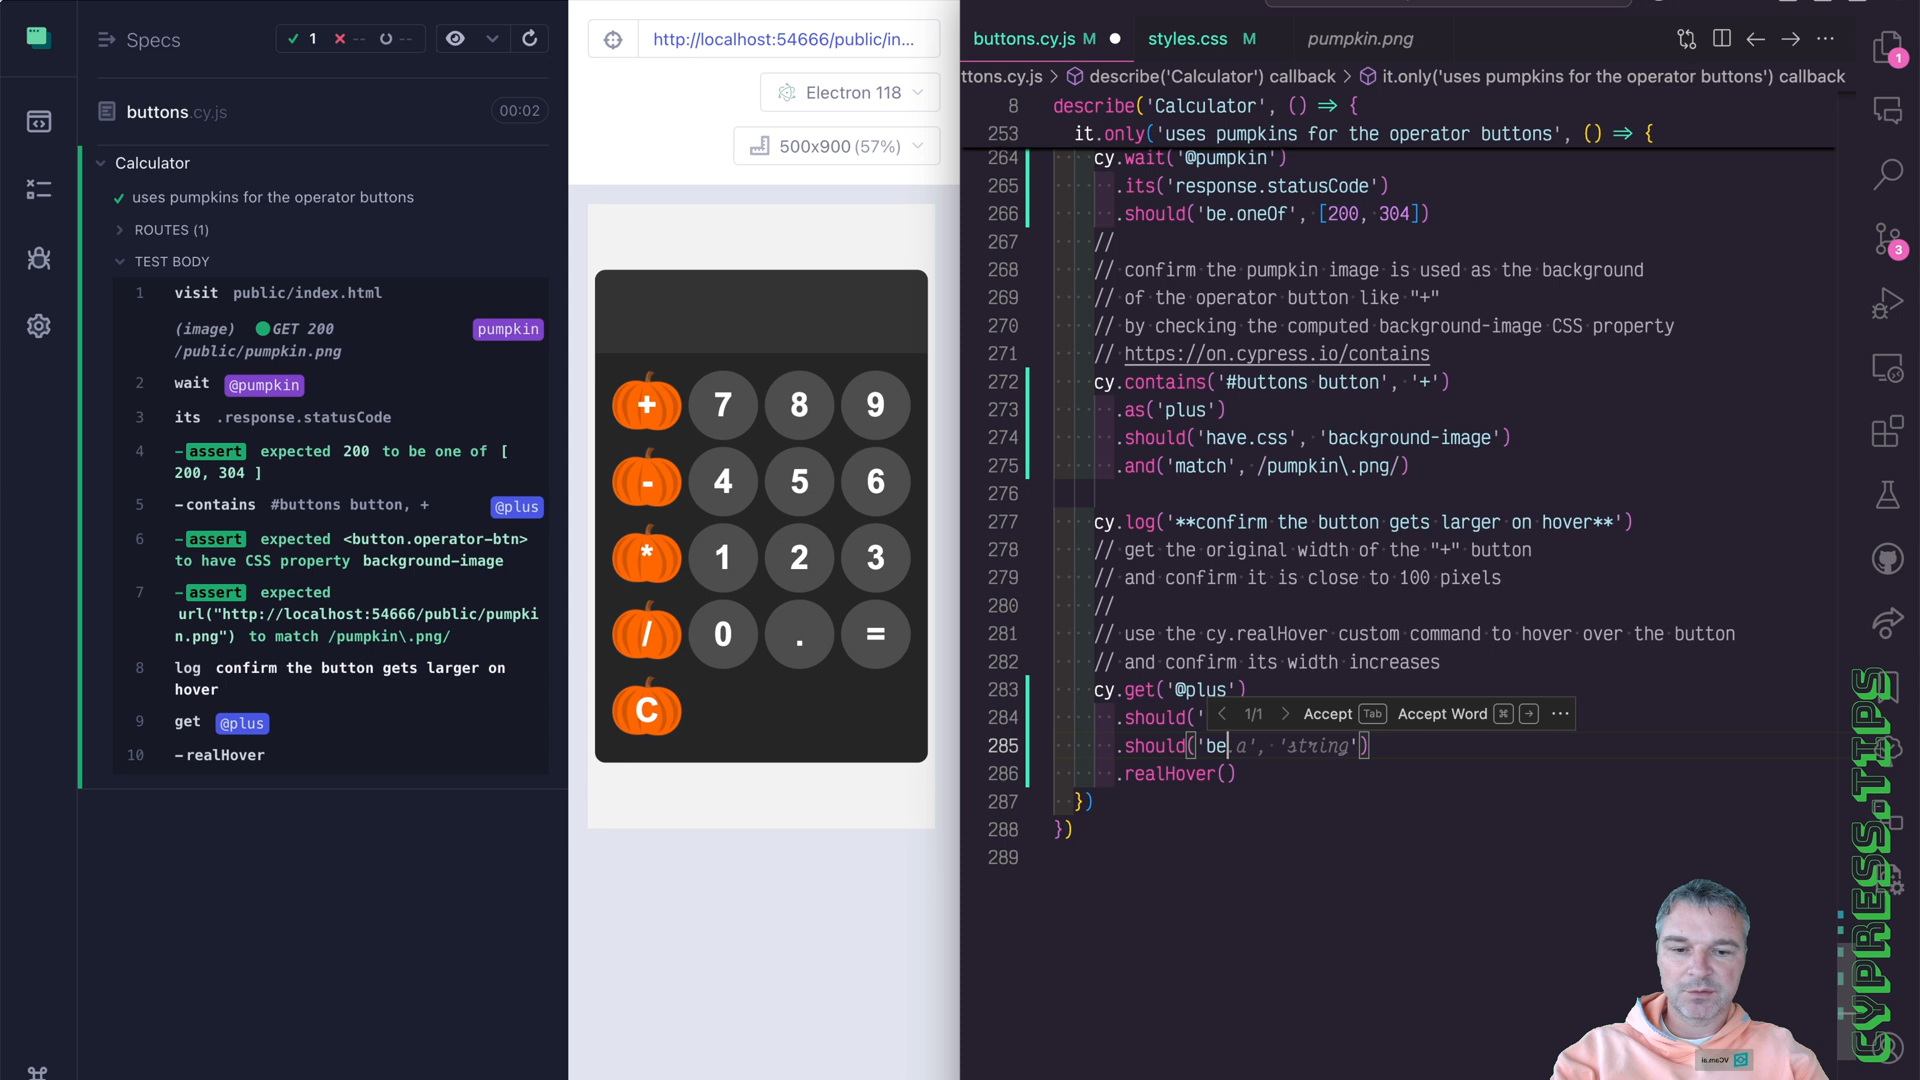 Specs
1 -- --
buttons.cy.js
00:02
Calculator
uses pumpkins for the operator buttons
ROUTES (1)
TEST BODY
1 visit public/index.html
(image) GET 200 pumpkin
/public/pumpkin.png
2 wait @pumpkin
3 its .response.statusCode
4 -assert expected 200 to be one of [
200, 304 ]
5 -contains #buttons button, + @plus
6 -assert expected <button.operator-btn>
to have CSS property background-image
7 -assert expected
url("http://localhost:54666/public/pumpki
n.png") to match /pumpkin\.png/
8 log confirm the button gets larger on
hover
9 get @plus
10 -realHover
http://localhost:54666/public/in...
Electron 118
500x900 (57%)
+ 7 8 9
- 4 5 6
* 1 2 3
/ 0 . =
C
buttons.cy.js M
styles.css M
pumpkin.png
ttons.cy.js > describe('Calculator') callback > it.only('uses pumpkins for the operator buttons') callback
8 describe('Calculator', () => {
253 it.only('uses pumpkins for the operator buttons', () => {
264 cy.wait('@pumpkin')
265 .its('response.statusCode')
266 .should('be.oneOf', [200, 304])
267 //
268 // confirm the pumpkin image is used as the background
269 // of the operator button like "+"
270 // by checking the computed background-image CSS property
271 // https://on.cypress.io/contains
272 cy.contains('#buttons button', '+')
273 .as('plus')
274 .should('have.css', 'background-image')
275 .and('match', /pumpkin\.png/)
276
277 cy.log('**confirm the button gets larger on hover**')
278 // get the original width of the "+" button
279 // and confirm it is close to 100 pixels
280 //
281 // use the cy.realHover custom command to hover over the button
282 // and confirm its width increases
283 cy.get('@plus')
284 .should('
1/1 Accept Tab Accept Word ⌘ → ...
285 .should('be.a', 'string')
286 .realHover()
287 })
288 })
289
1
3
CYPRESS.TIPS
VCam.ai